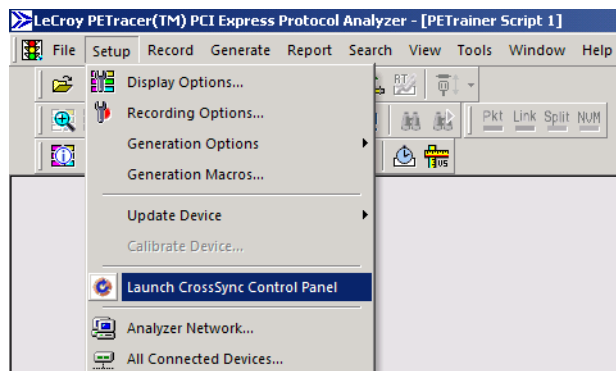 LeCroy PETracer(TM) PCI Express Protocol Analyzer - [PETrainer Script 1]
File Setup Record Generate Report Search View Tools Window Help
Display Options...
RT
Recording Options...
Pkt Link Split NUM
Generation Options
US
Generation Macros...
Update Device
Calibrate Device...
Launch CrossSync Control Panel
Analyzer Network...
All Connected Devices...